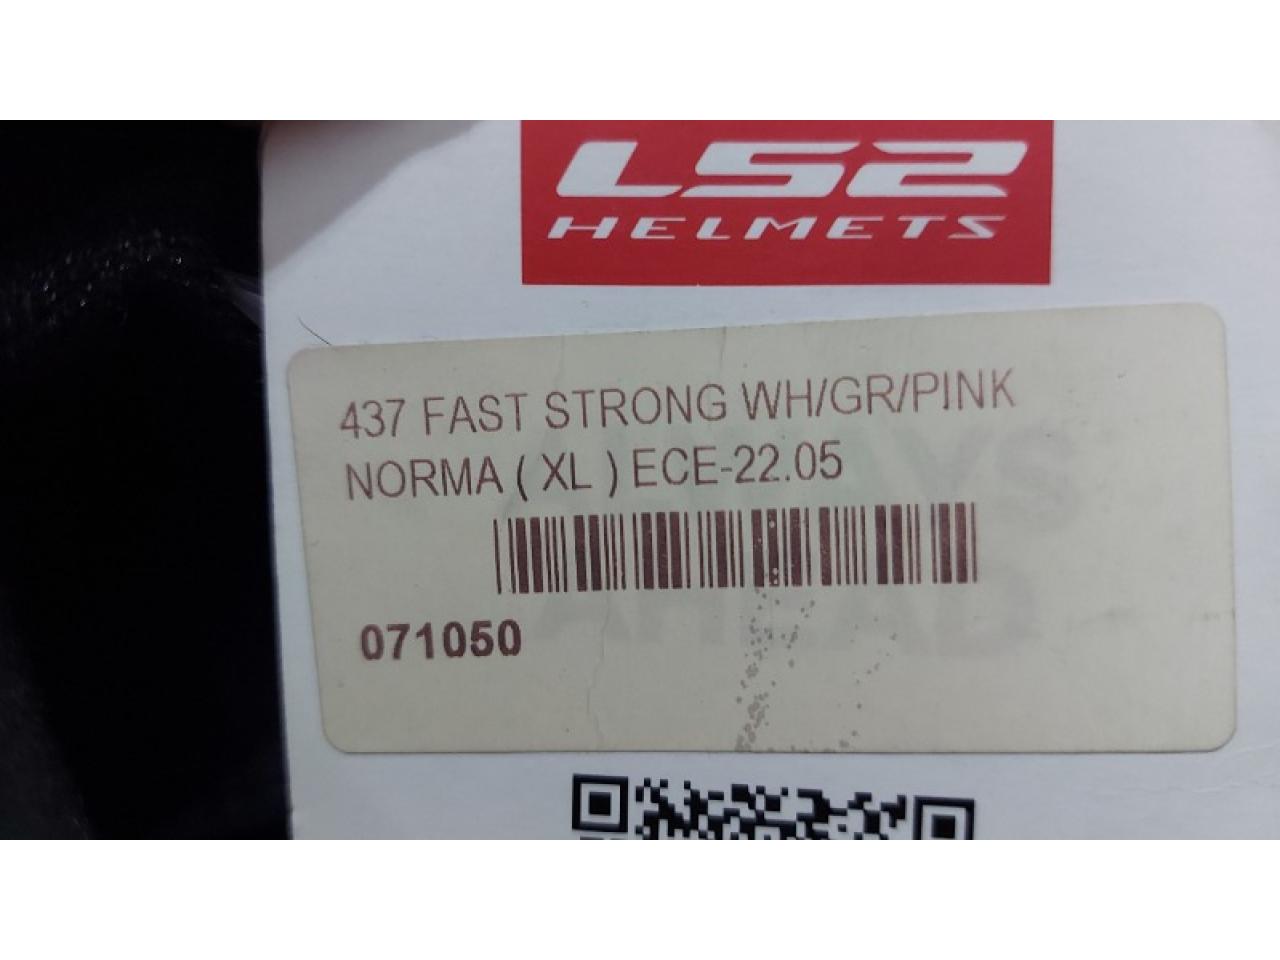 LS2
HELMETS
437 FAST STRONG WH/GR/PINK
NORMA ( XL ) ECE-22.05
071050